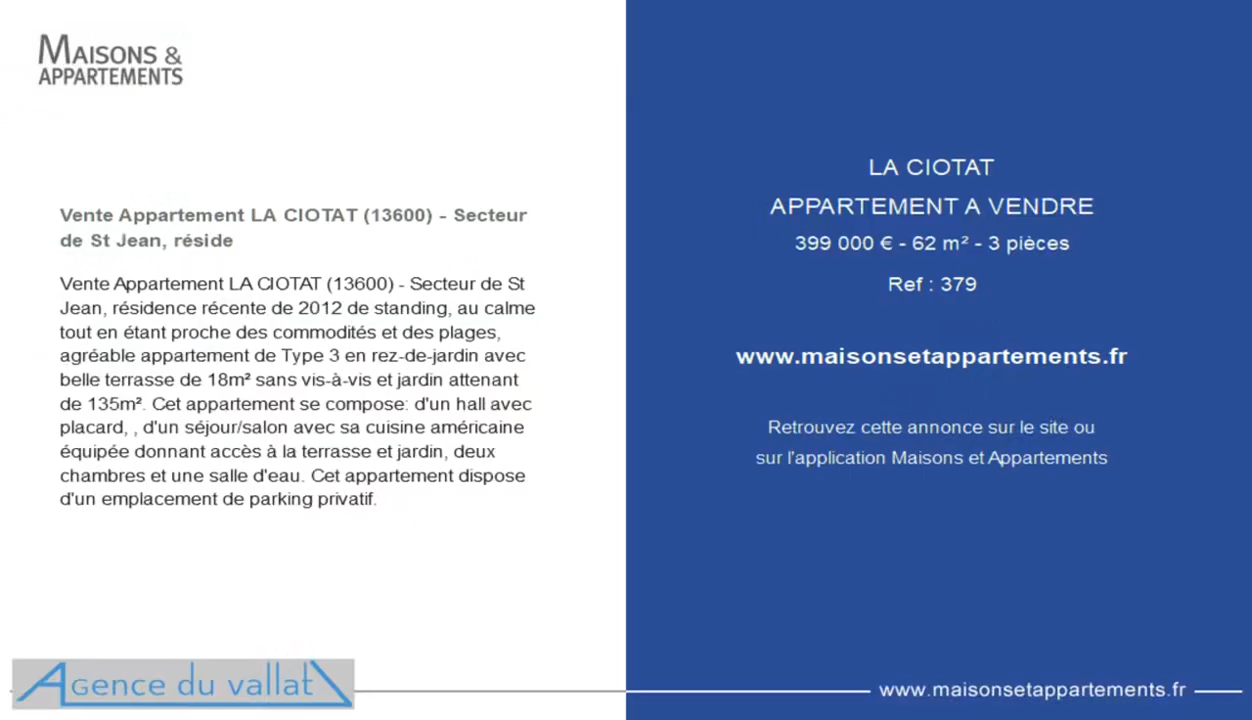 MAISONS &
APPARTEMENTS
Vente Appartement LA CIOTAT (13600) - Secteur
de St Jean, réside
Vente Appartement LA CIOTAT (13600) - Secteur de St
Jean, résidence récente de 2012 de standing, au calme
tout en étant proche des commodités et des plages,
agréable appartement de Type 3 en rez-de-jardin avec
belle terrasse de 18m² sans vis-à-vis et jardin attenant
de 135m². Cet appartement se compose: d'un hall avec
placard, , d'un séjour/salon avec sa cuisine américaine
équipée donnant accès à la terrasse et jardin, deux
chambres et une salle d'eau. Cet appartement dispose
d'un emplacement de parking privatif.
Agence du vallat
LA CIOTAT
APPARTEMENT A VENDRE
399 000 € - 62 m² - 3 pièces
Ref : 379
www.maisonsetappartements.fr
Retrouvez cette annonce sur le site ou
sur l'application Maisons et Appartements
www.maisonsetappartements.fr